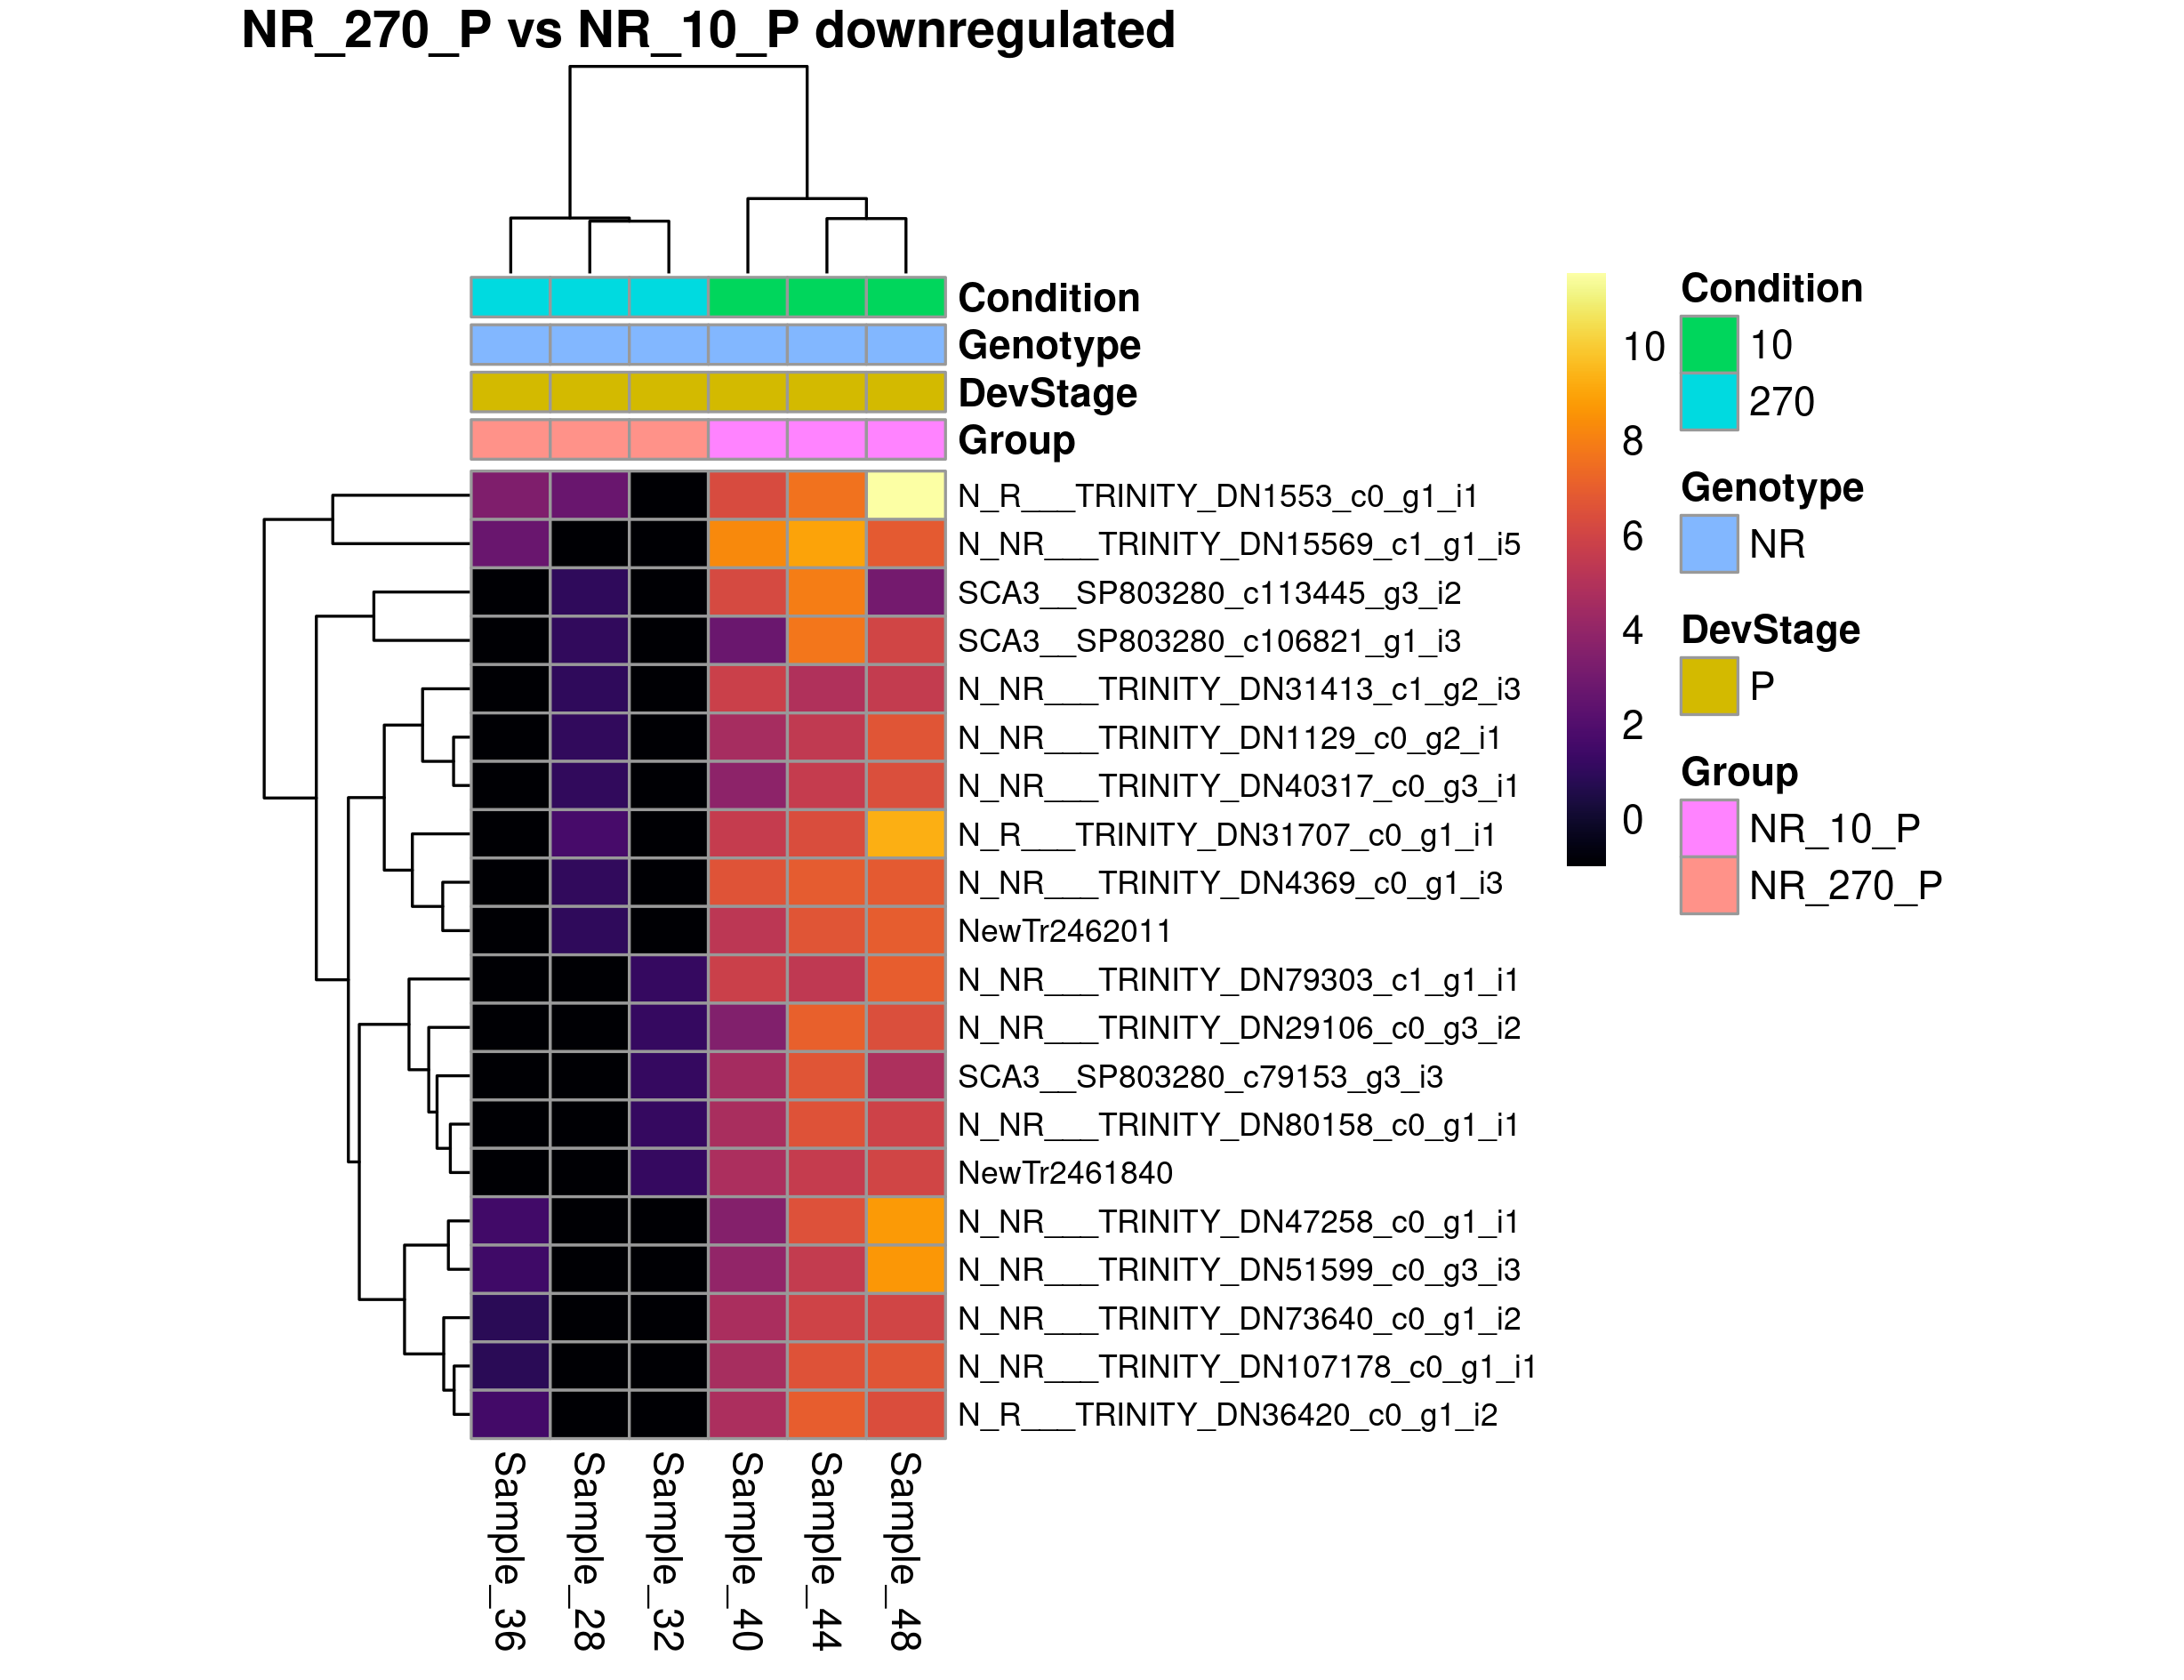 NR_270_P vs NR_10_P downregulated
Condition
Genotype
DevStage
Group
N_R___TRINITY_DN1553_c0_g1_i1
N_NR___TRINITY_DN15569_c1_g1_i5
SCA3__SP803280_c113445_g3_i2
SCA3__SP803280_c106821_g1_i3
N_NR___TRINITY_DN31413_c1_g2_i3
N_NR___TRINITY_DN1129_c0_g2_i1
N_NR___TRINITY_DN40317_c0_g3_i1
N_R___TRINITY_DN31707_c0_g1_i1
N_NR___TRINITY_DN4369_c0_g1_i3
NewTr2462011
N_NR___TRINITY_DN79303_c1_g1_i1
N_NR___TRINITY_DN29106_c0_g3_i2
SCA3__SP803280_c79153_g3_i3
N_NR___TRINITY_DN80158_c0_g1_i1
NewTr2461840
N_NR___TRINITY_DN47258_c0_g1_i1
N_NR___TRINITY_DN51599_c0_g3_i3
N_NR___TRINITY_DN73640_c0_g1_i2
N_NR___TRINITY_DN107178_c0_g1_i1
N_R___TRINITY_DN36420_c0_g1_i2
Sample_36
Sample_28
Sample_32
Sample_40
Sample_44
Sample_48
10
8
6
4
2
0
Condition
10
270
Genotype
NR
DevStage
P
Group
NR_10_P
NR_270_P